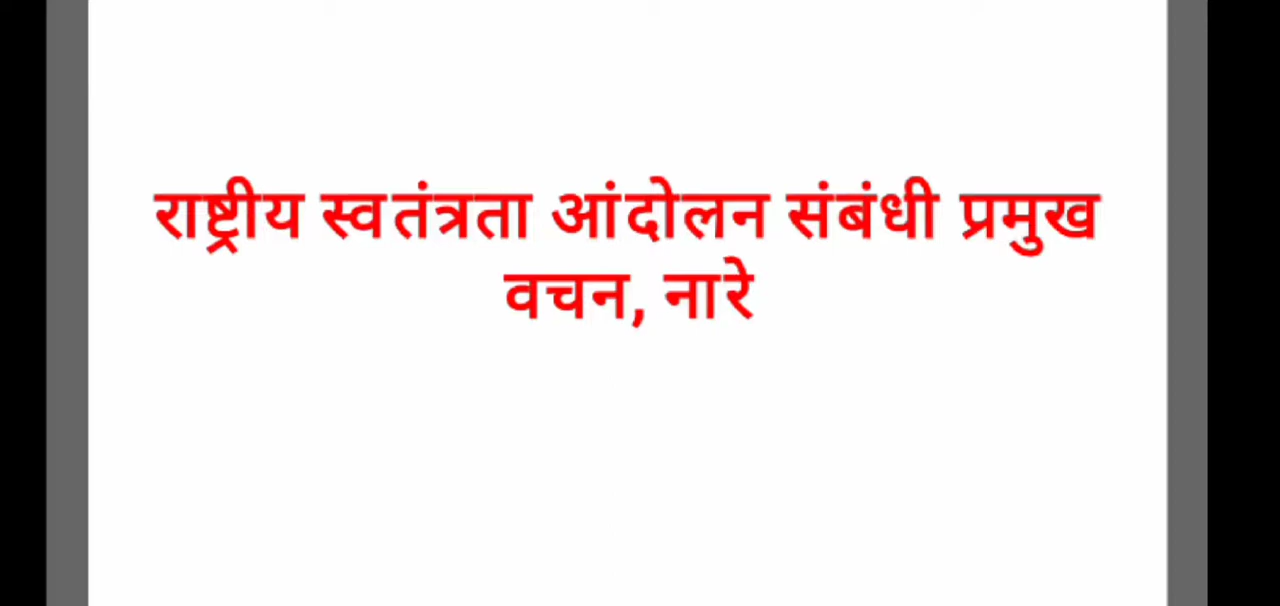 राष्ट्रीय स्वतंत्रता आंदोलन संबंधी प्रमुख
वचन, नारे